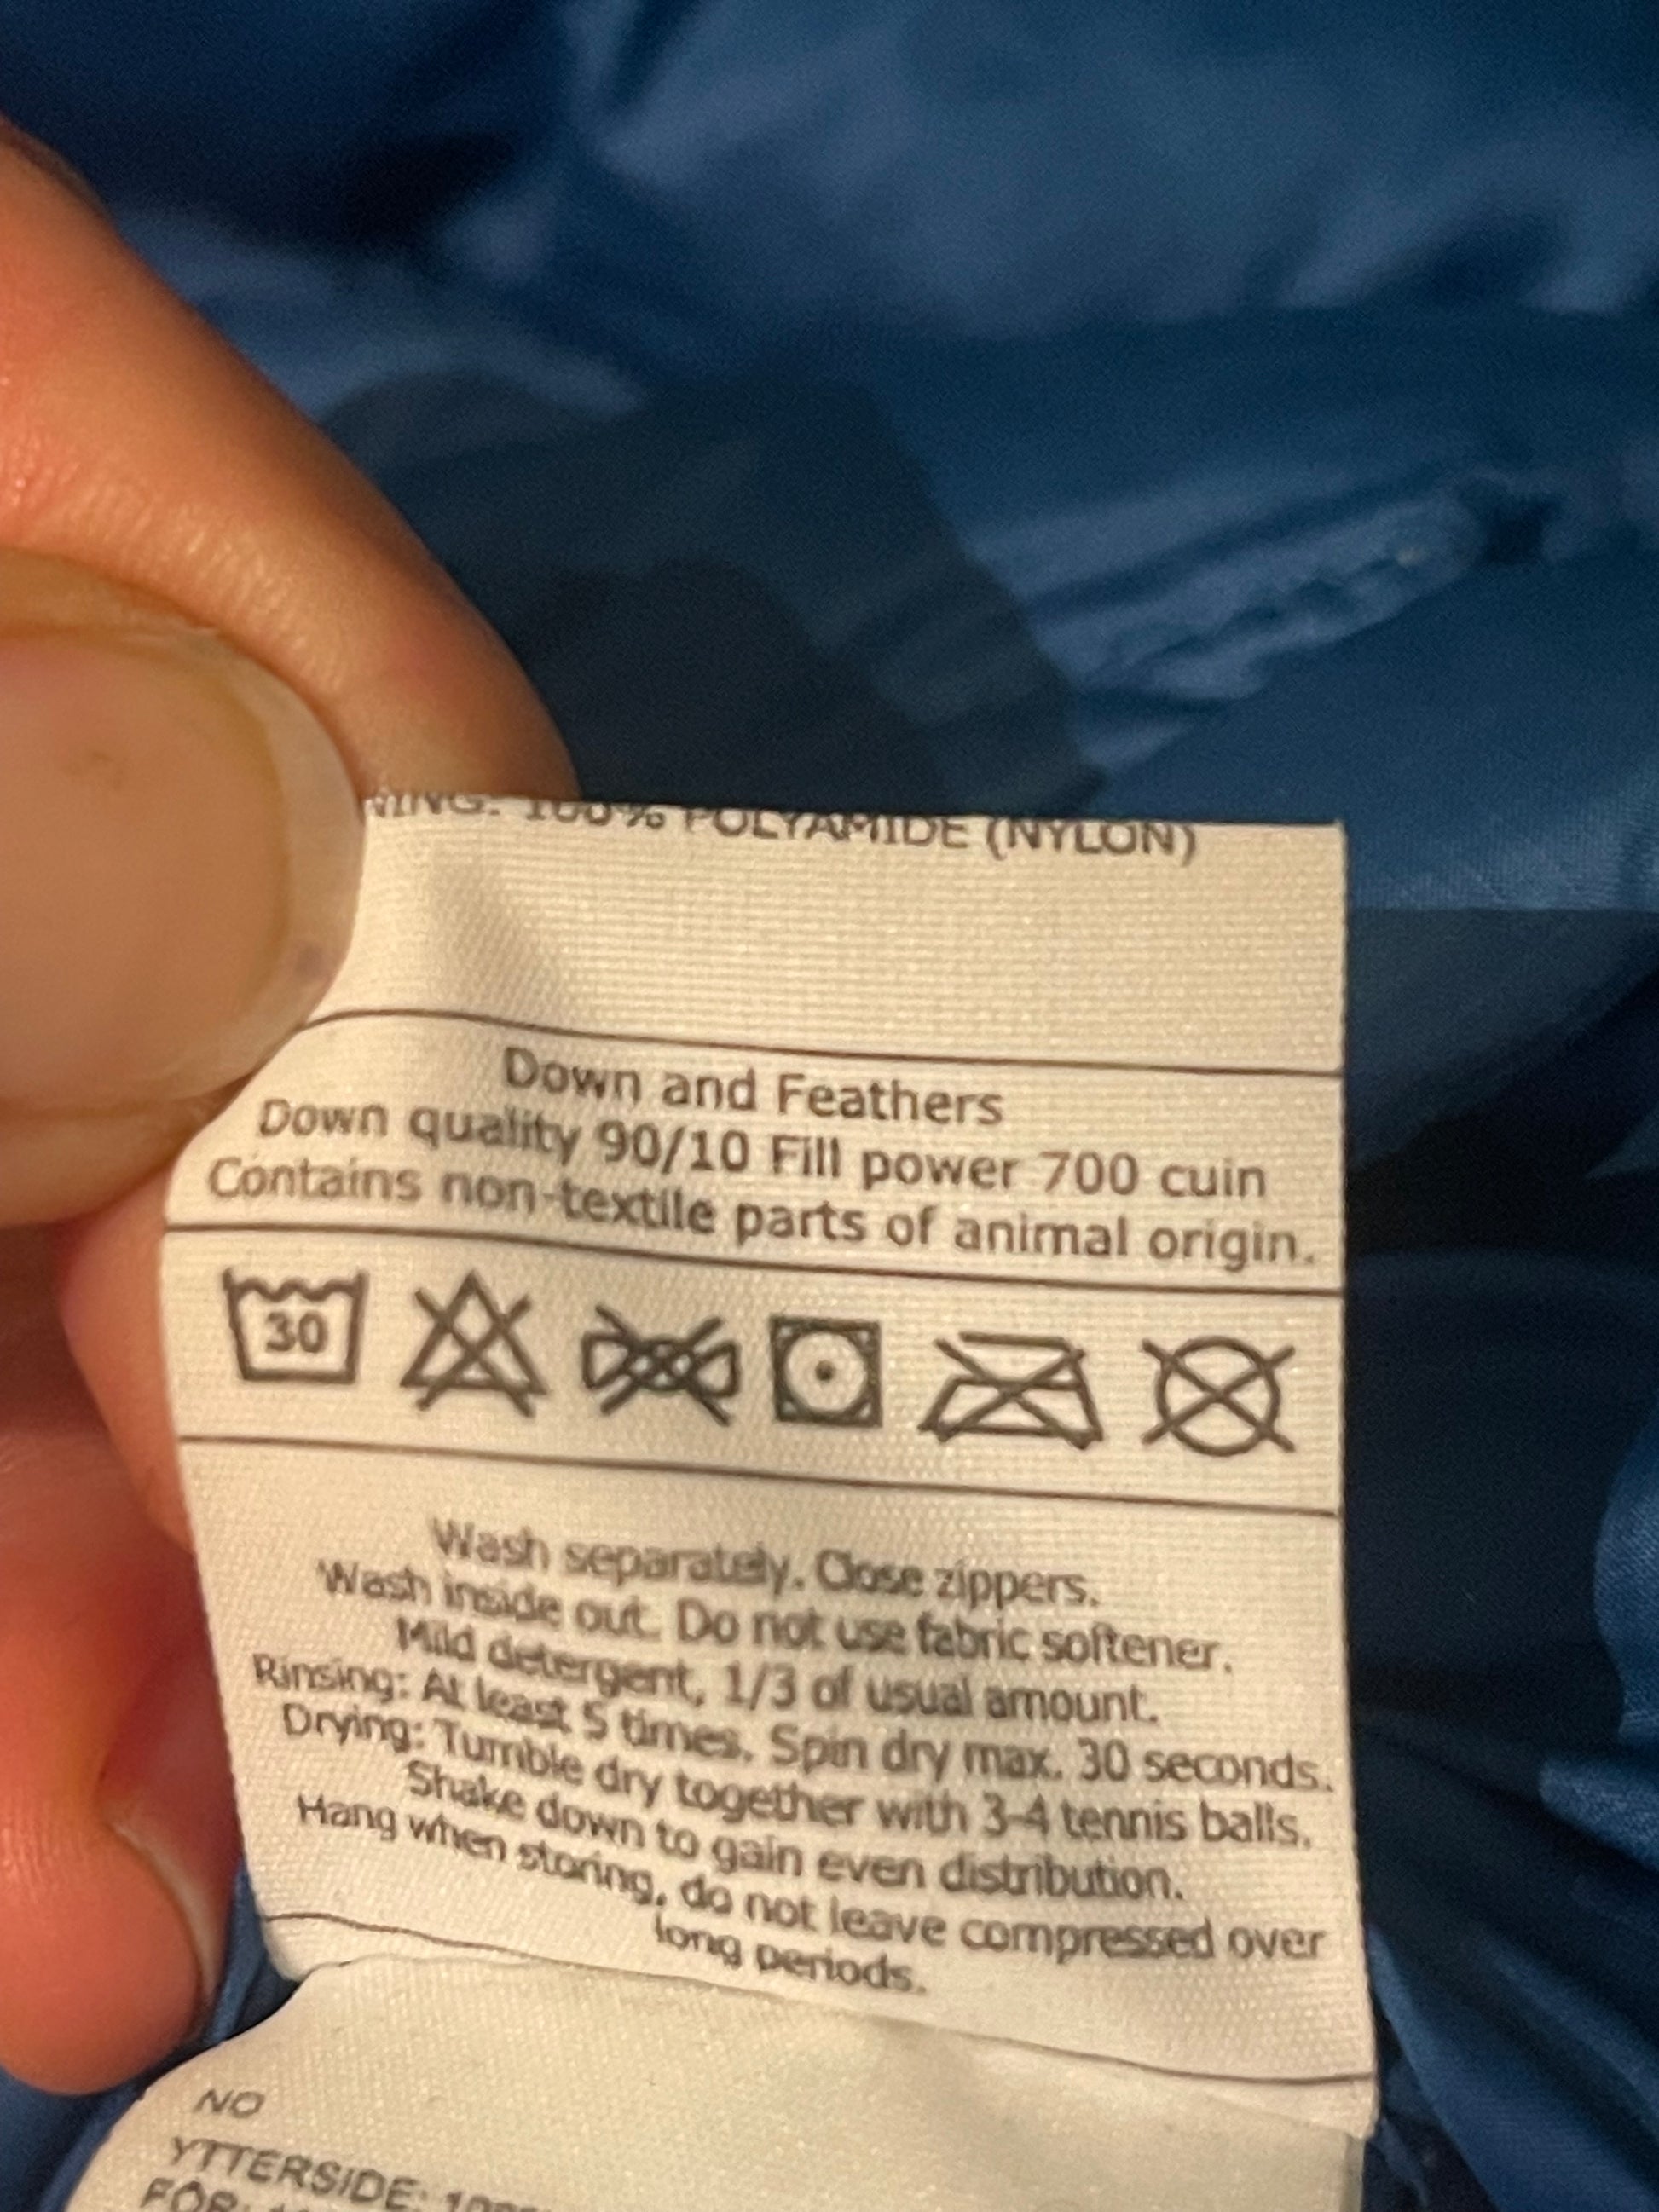 NING: 100% POLYAMIDE (NYLON)
Down and Feathers
Down quality 90/10 Fill power 700 cuin
Contains non-textile parts of animal origin.
30
Wash separately. Close zippers.
Wash inside out. Do not use fabric softener.
Mild detergent, 1/3 of usual amount.
Rinsing: At least 5 times. Spin dry max. 30 seconds.
Drying: Tumble dry together with 3-4 tennis balls.
Shake down to gain even distribution.
Hang when storing, do not leave compressed over
long periods.
NO
YTTERSIDE:
FÔR: